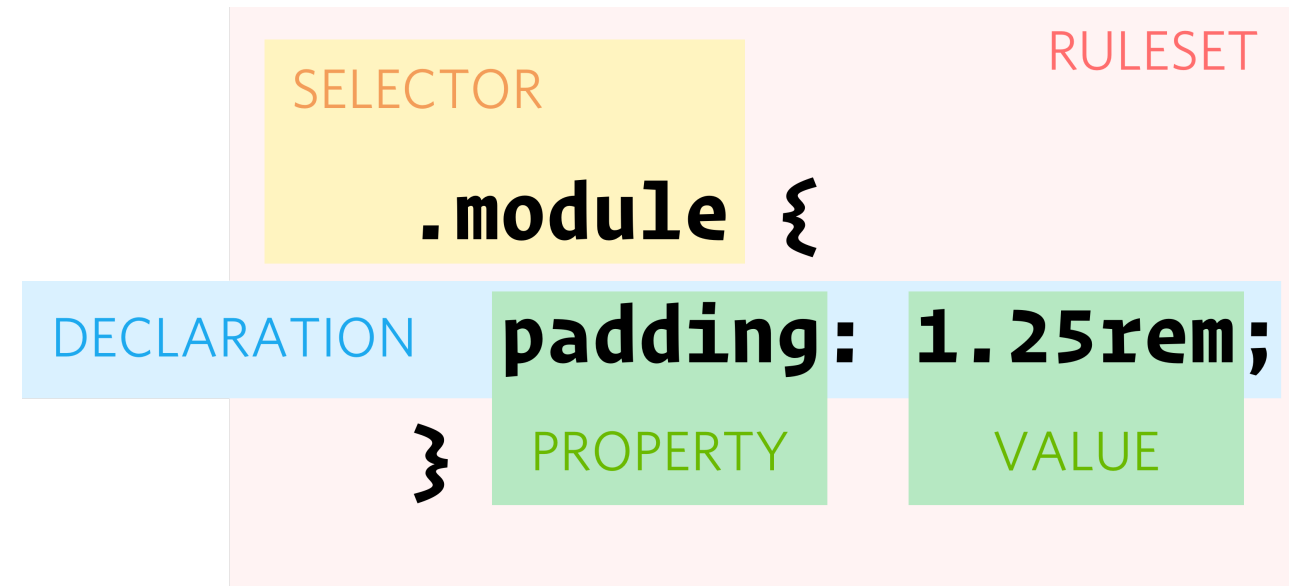 RULESET
SELECTOR
.module {
DECLARATION padding: 1.25rem;
} PROPERTY VALUE